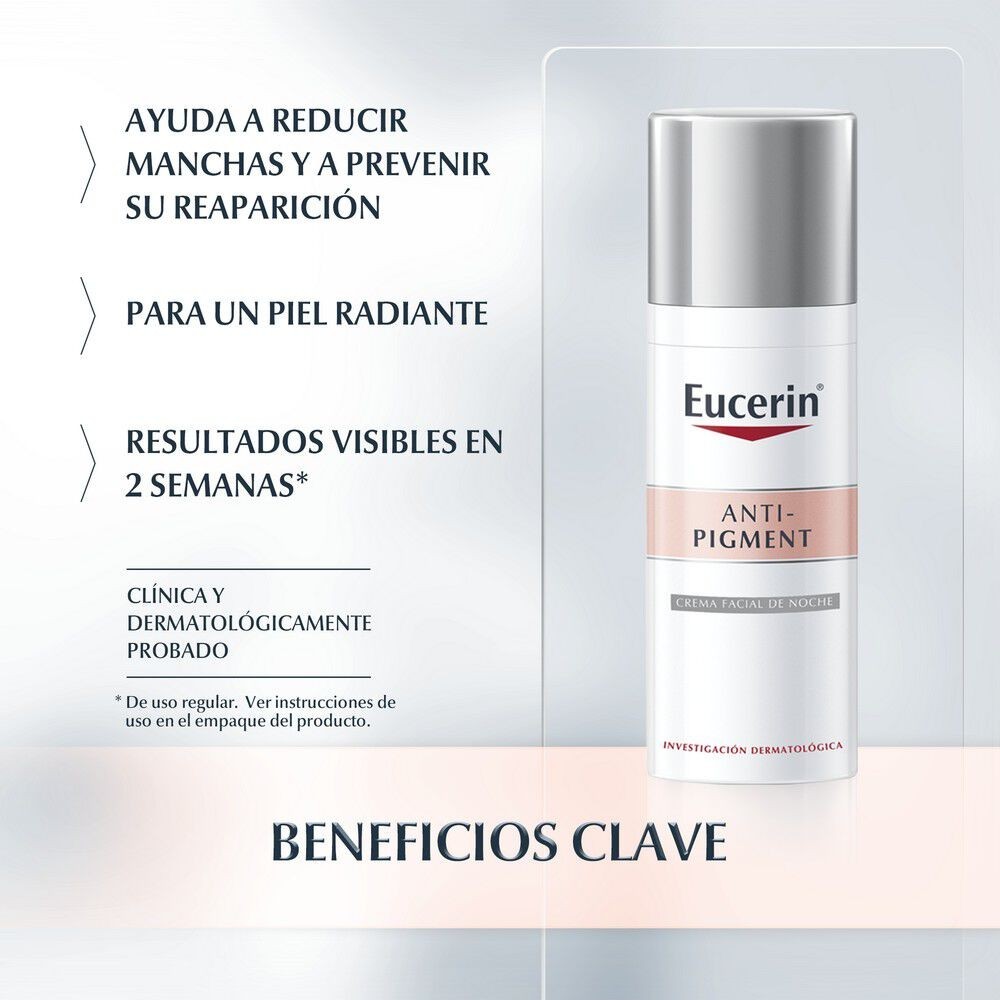 AYUDA A REDUCIR
MANCHAS Y A PREVENIR
SU REAPARICIÓN
PARA UN PIEL RADIANTE
RESULTADOS VISIBLES EN
2 SEMANAS*
CLÍNICA Y
DERMATOLÓGICAMENTE
PROBADO
* De uso regular. Ver instrucciones de
uso en el empaque del producto.
Eucerin®
ANTI-
PIGMENT
CREMA FACIAL DE NOCHE
INVESTIGACIÓN DERMATOLÓGICA
BENEFICIOS CLAVE